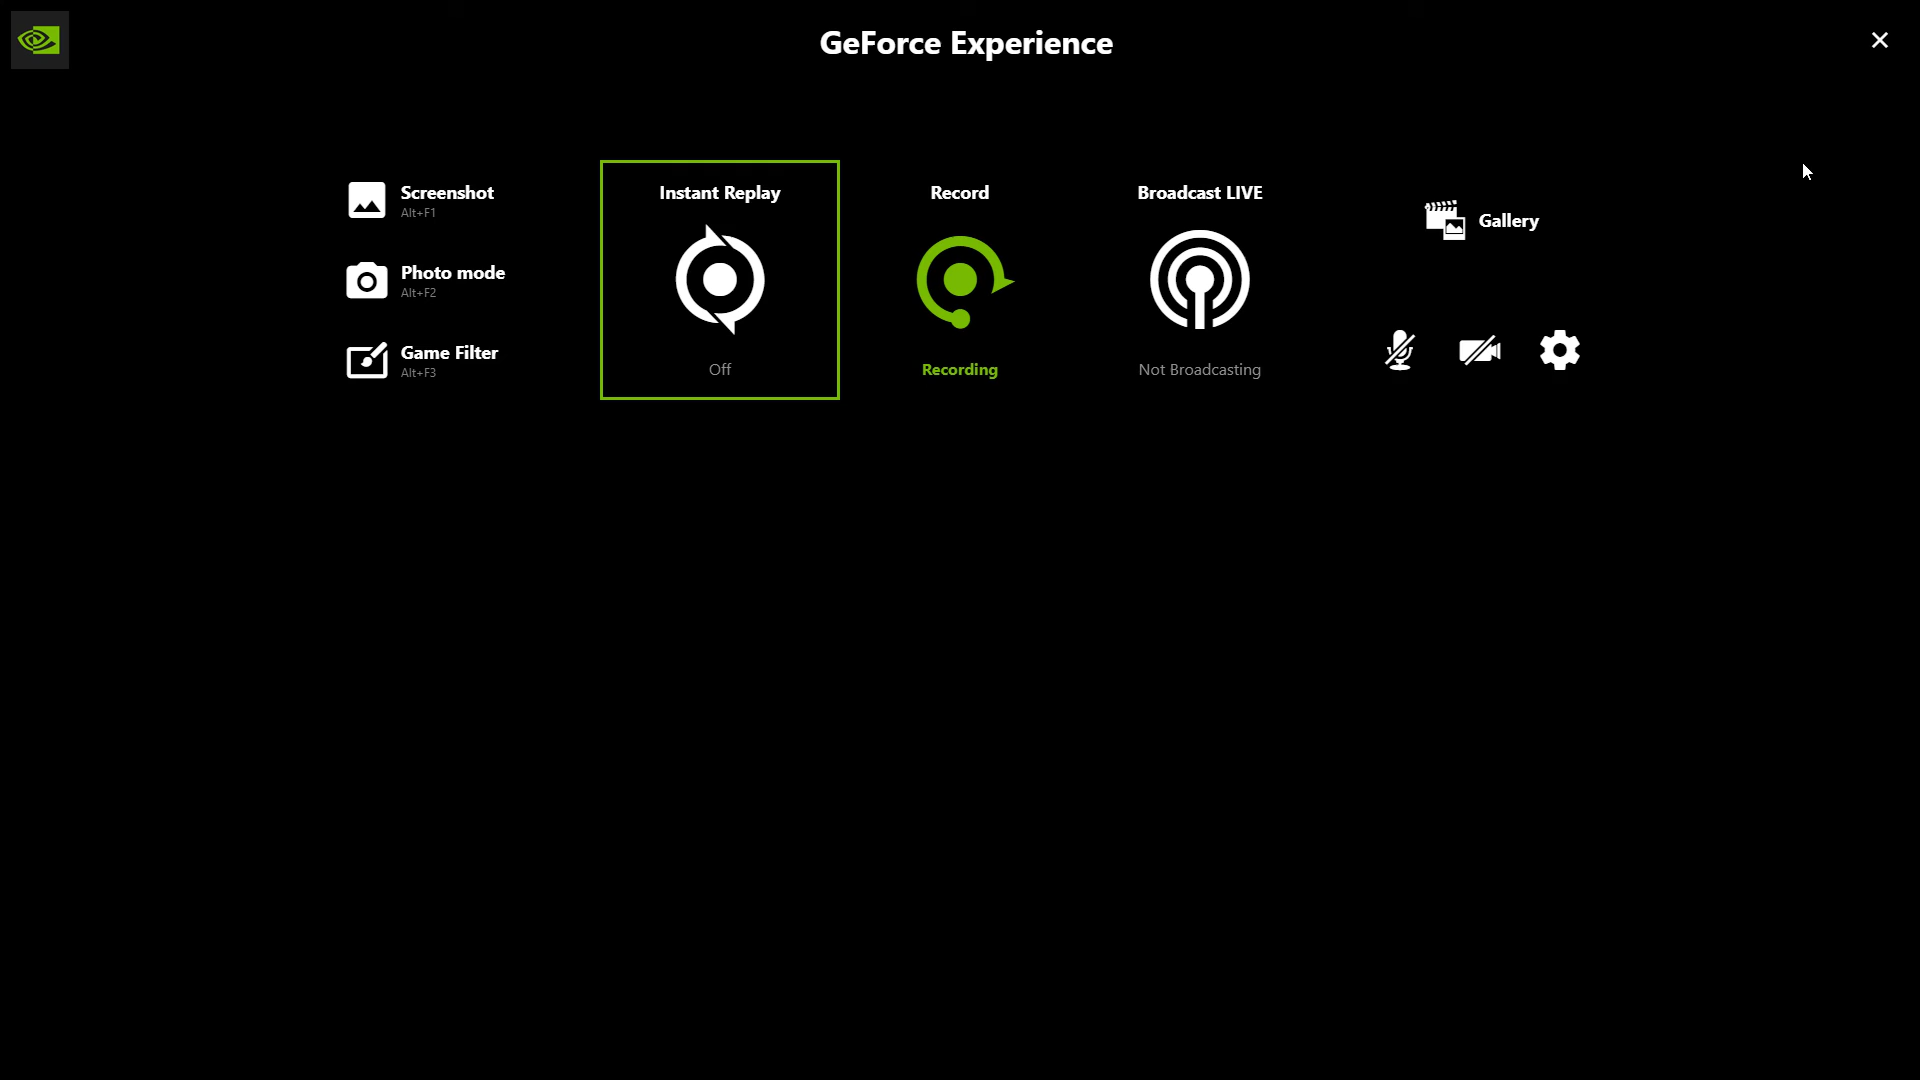 GeForce Experience
Screenshot
Alt+F1
Photo mode
Alt+F2
Game Filter
Alt+F3
Instant Replay
Off
Record
Recording
Broadcast LIVE
Not Broadcasting
Gallery